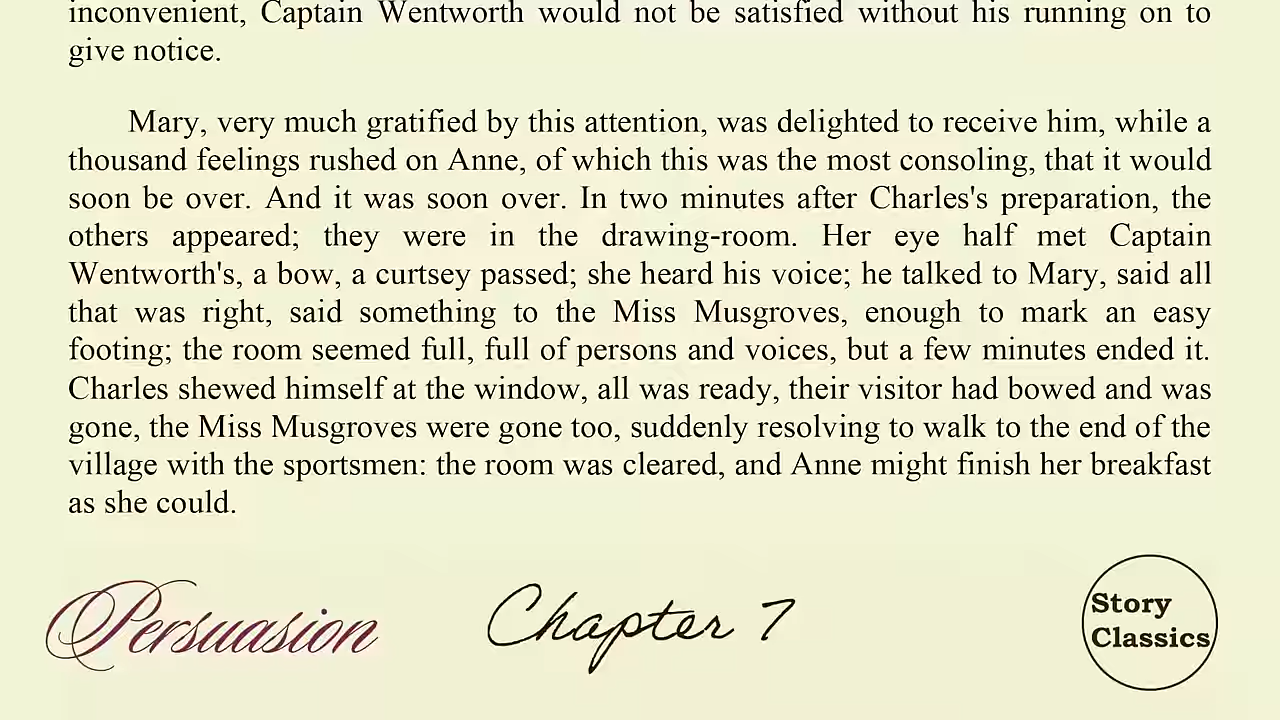 inconvenient, Captain Wentworth would not be satisfied without his running on to
give notice.
Mary, very much gratified by this attention, was delighted to receive him, while a
thousand feelings rushed on Anne, of which this was the most consoling, that it would
soon be over. And it was soon over. In two minutes after Charles's preparation, the
others appeared; they were in the drawing-room. Her eye half met Captain
Wentworth's, a bow, a curtsey passed; she heard his voice; he talked to Mary, said all
that was right, said something to the Miss Musgroves, enough to mark an easy
footing; the room seemed full, full of persons and voices, but a few minutes ended it.
Charles shewed himself at the window, all was ready, their visitor had bowed and was
gone, the Miss Musgroves were gone too, suddenly resolving to walk to the end of the
village with the sportsmen: the room was cleared, and Anne might finish her breakfast
as she could.
Persuasion
Chapter 7
Story
Classics